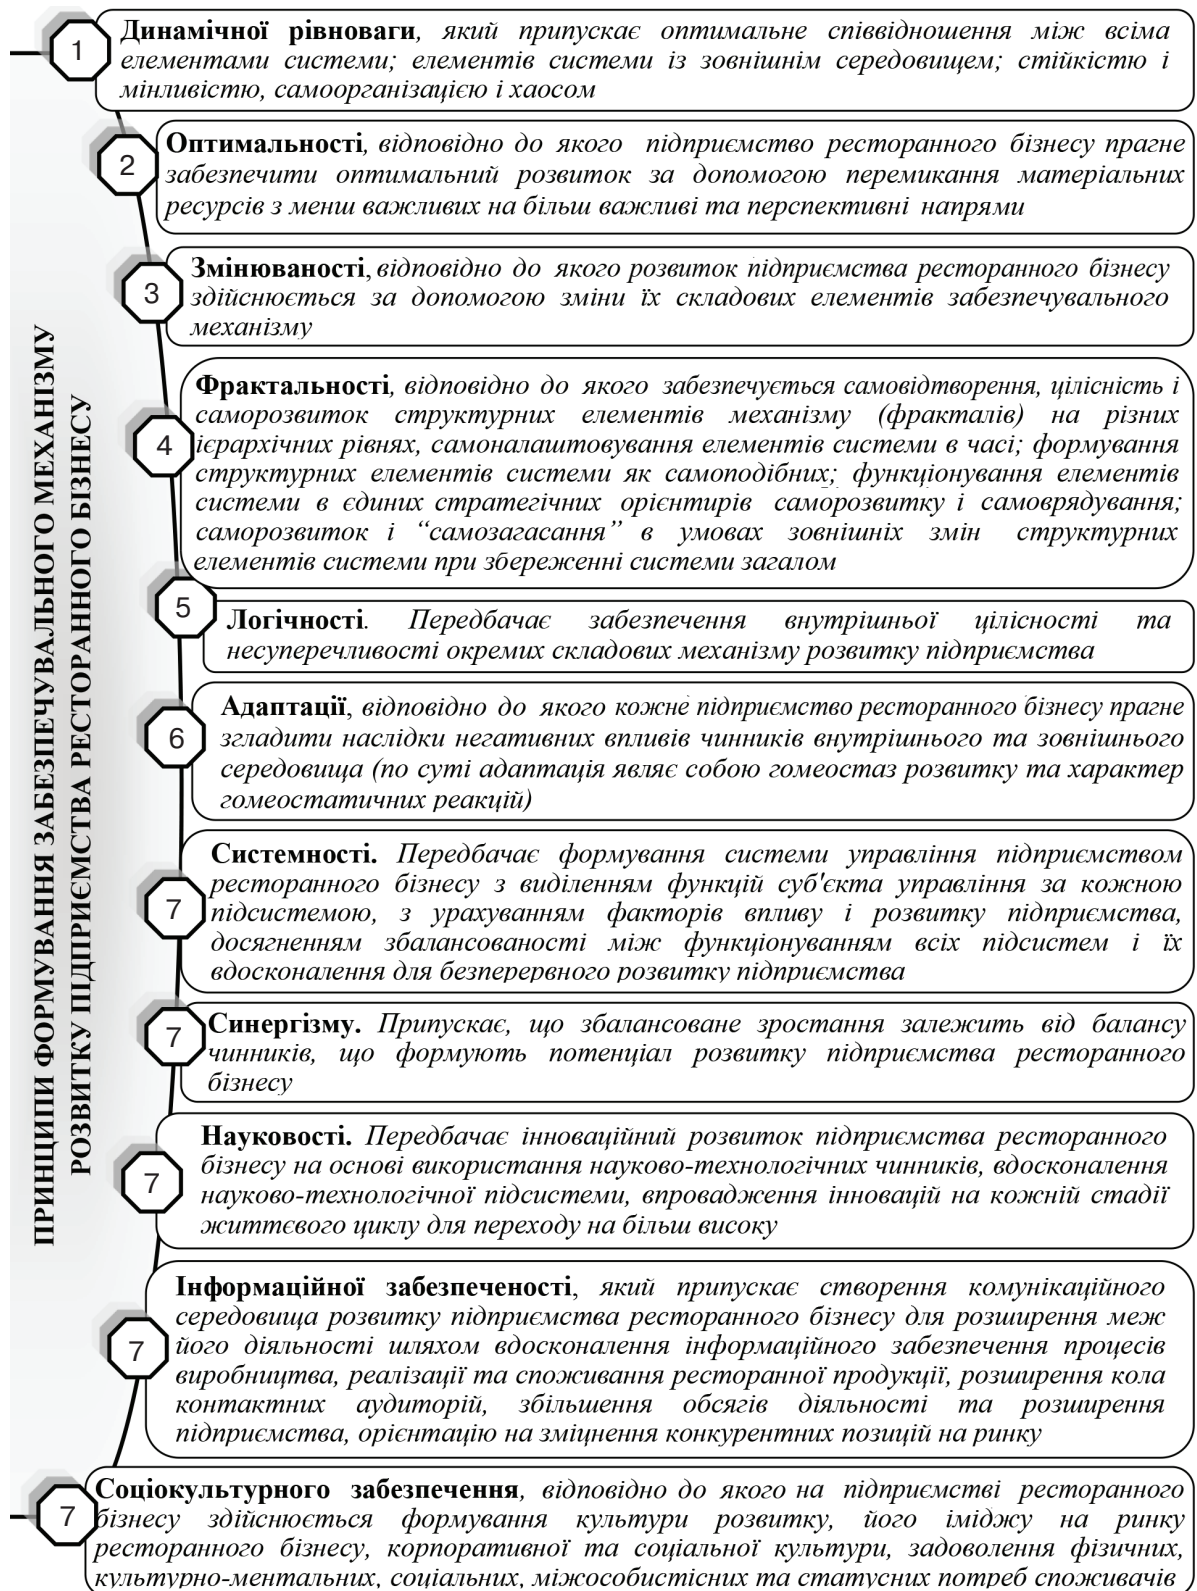 ПРИНЦИПИ ФОРМУВАННЯ ЗАБЕЗПЕЧУВАЛЬНОГО МЕХАНІЗМУ
РОЗВИТКУ ПІДПРИЄМСТВА РЕСТОРАННОГО БІЗНЕСУ
1
Динамічної рівноваги, який припускає оптимальне співвідношення між всіма
елементами системи; елементів системи із зовнішнім середовищем; стійкістю і
мінливістю, самоорганізацією і хаосом
2
Оптимальності, відповідно до якого підприємство ресторанного бізнесу прагне
забезпечити оптимальний розвиток за допомогою перемикання матеріальних
ресурсів з менш важливих на більш важливі та перспективні напрями
3
Змінюваності, відповідно до якого розвиток підприємства ресторанного бізнесу
здійснюється за допомогою зміни їх складових елементів забезпечувального
механізму
4
Фрактальності, відповідно до якого забезпечується самовідтворення, цілісність і
саморозвиток структурних елементів механізму (фракталів) на різних
ієрархічних рівнях, самоналаштовування елементів системи в часі; формування
структурних елементів системи як самоподібних; функціонування елементів
системи в єдиних стратегічних орієнтирів саморозвитку і самоврядування;
саморозвиток і “самозагасання” в умовах зовнішніх змін структурних
елементів системи при збереженні системи загалом
5
Логічності. Передбачає забезпечення внутрішньої цілісності та
несуперечливості окремих складових механізму розвитку підприємства
6
Адаптації, відповідно до якого кожне підприємство ресторанного бізнесу прагне
згладити наслідки негативних впливів чинників внутрішнього та зовнішнього
середовища (по суті адаптація являє собою гомеостаз розвитку та характер
гомеостатичних реакцій)
7
Системності. Передбачає формування системи управління підприємством
ресторанного бізнесу з виділенням функцій суб'єкта управління за кожною
підсистемою, з урахуванням факторів впливу і розвитку підприємства,
досягненням збалансованості між функціонуванням всіх підсистем і їх
вдосконалення для безперервного розвитку підприємства
7
Синергізму. Припускає, що збалансоване зростання залежить від балансу
чинників, що формують потенціал розвитку підприємства ресторанного
бізнесу
7
Науковості. Передбачає інноваційний розвиток підприємства ресторанного
бізнесу на основі використання науково-технологічних чинників, вдосконалення
науково-технологічної підсистеми, впровадження інновацій на кожній стадії
життєвого циклу для переходу на більш високу
7
Інформаційної забезпеченості, який припускає створення комунікаційного
середовища розвитку підприємства ресторанного бізнесу для розширення меж
його діяльності шляхом вдосконалення інформаційного забезпечення процесів
виробництва, реалізації та споживання ресторанної продукції, розширення кола
контактних аудиторій, збільшення обсягів діяльності та розширення
підприємства, орієнтацію на зміцнення конкурентних позицій на ринку
7
Соціокультурного забезпечення, відповідно до якого на підприємстві ресторанного
бізнесу здійснюється формування культури розвитку, його іміджу на ринку
ресторанного бізнесу, корпоративної та соціальної культури, задоволення фізичних,
культурно-ментальних, соціальних, міжособистісних та статусних потреб споживачів